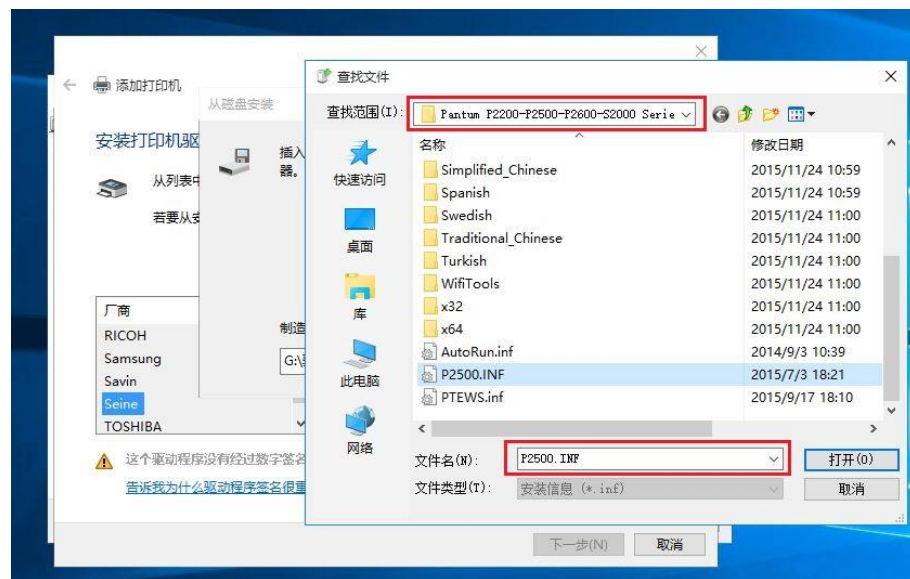 添加打印机
从磁盘安装
安装打印机驱
插入
器。
从列表中
若要从
厂商
RICOH
Samsung
Savin
Seine
TOSHIBA
制造
G:\
这个驱动程序没有经过数字签名
告诉我为什么驱动程序签名很重
下一步(N)
取消
查找文件
查找范围(I):
Pantum P2200-P2500-P2600-S2000 Serie
快速访问
桌面
库
此电脑
网络
名称 修改日期
Simplified_Chinese 2015/11/24 10:59
Spanish 2015/11/24 10:59
Swedish 2015/11/24 11:00
Traditional_Chinese 2015/11/24 11:00
Turkish 2015/11/24 11:00
WifiTools 2015/11/24 11:00
x32 2015/11/24 11:00
x64 2015/11/24 11:00
AutoRun.inf 2014/9/3 10:39
P2500.INF 2015/7/3 18:21
PTEWS.inf 2015/9/17 18:10
文件名(N): P2500.INF 打开(O)
文件类型(T): 安装信息 (*.inf) 取消